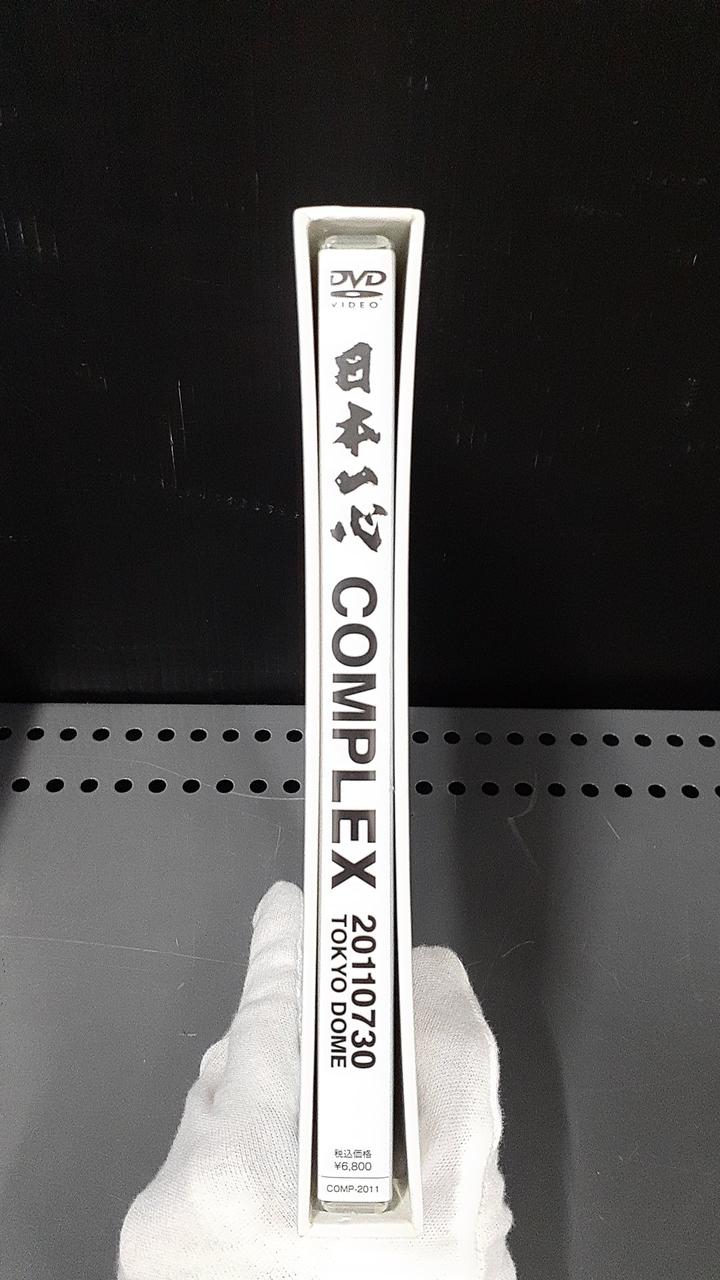 DVD
VIDEO
日本一心
COMPLEX
20110730
TOKYO DOME
税込価格
¥6,800
COMP-2011